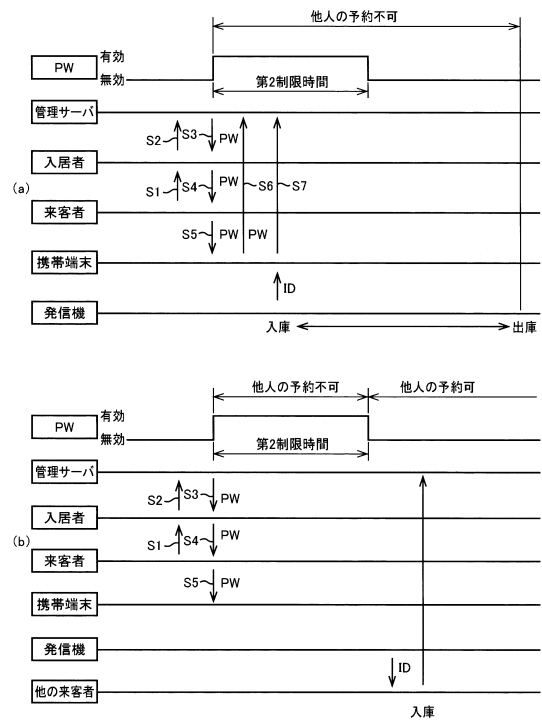 他人の予約不可
PW
有効
無効
第2制限時間
管理サーバ
S2
S3
PW
入居者
(a)
S1
S4
PW
S6
S7
来客者
S5
PW
PW
携帯端末
ID
発信機
入庫
出庫
他人の予約不可
他人の予約可
PW
有効
無効
第2制限時間
管理サーバ
S2
S3
PW
入居者
(b)
S1
S4
PW
来客者
S5
PW
携帯端末
発信機
ID
他の来客者
入庫